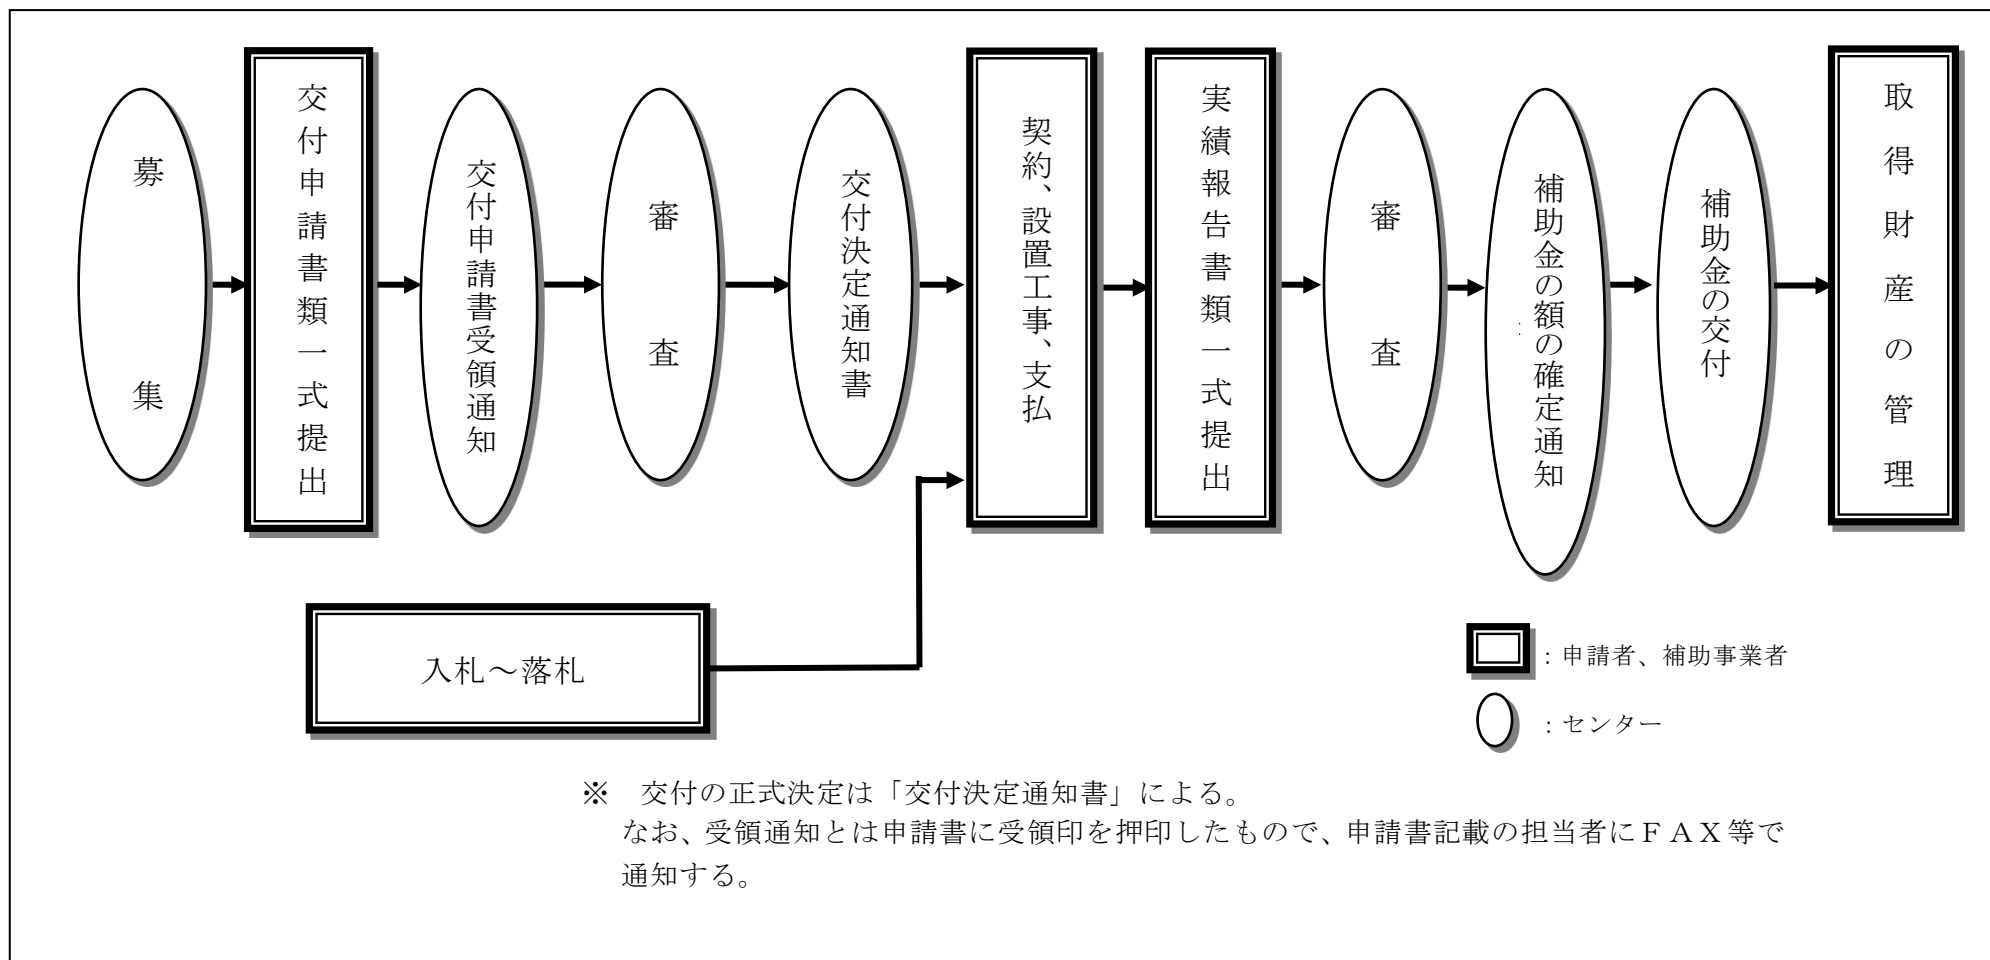 募集
交付申請書類一式提出
交付申請書受領通知
審査
交付決定通知書
契約、設置工事、支払
実績報告書類一式提出
審査
補助金の額の確定通知
補助金の交付
取得財産の管理
入札～落札
：申請者、補助事業者
：センター
※　交付の正式決定は「交付決定通知書」による。
なお、受領通知とは申請書に受領印を押印したもので、申請書記載の担当者にＦＡＸ等で
通知する。